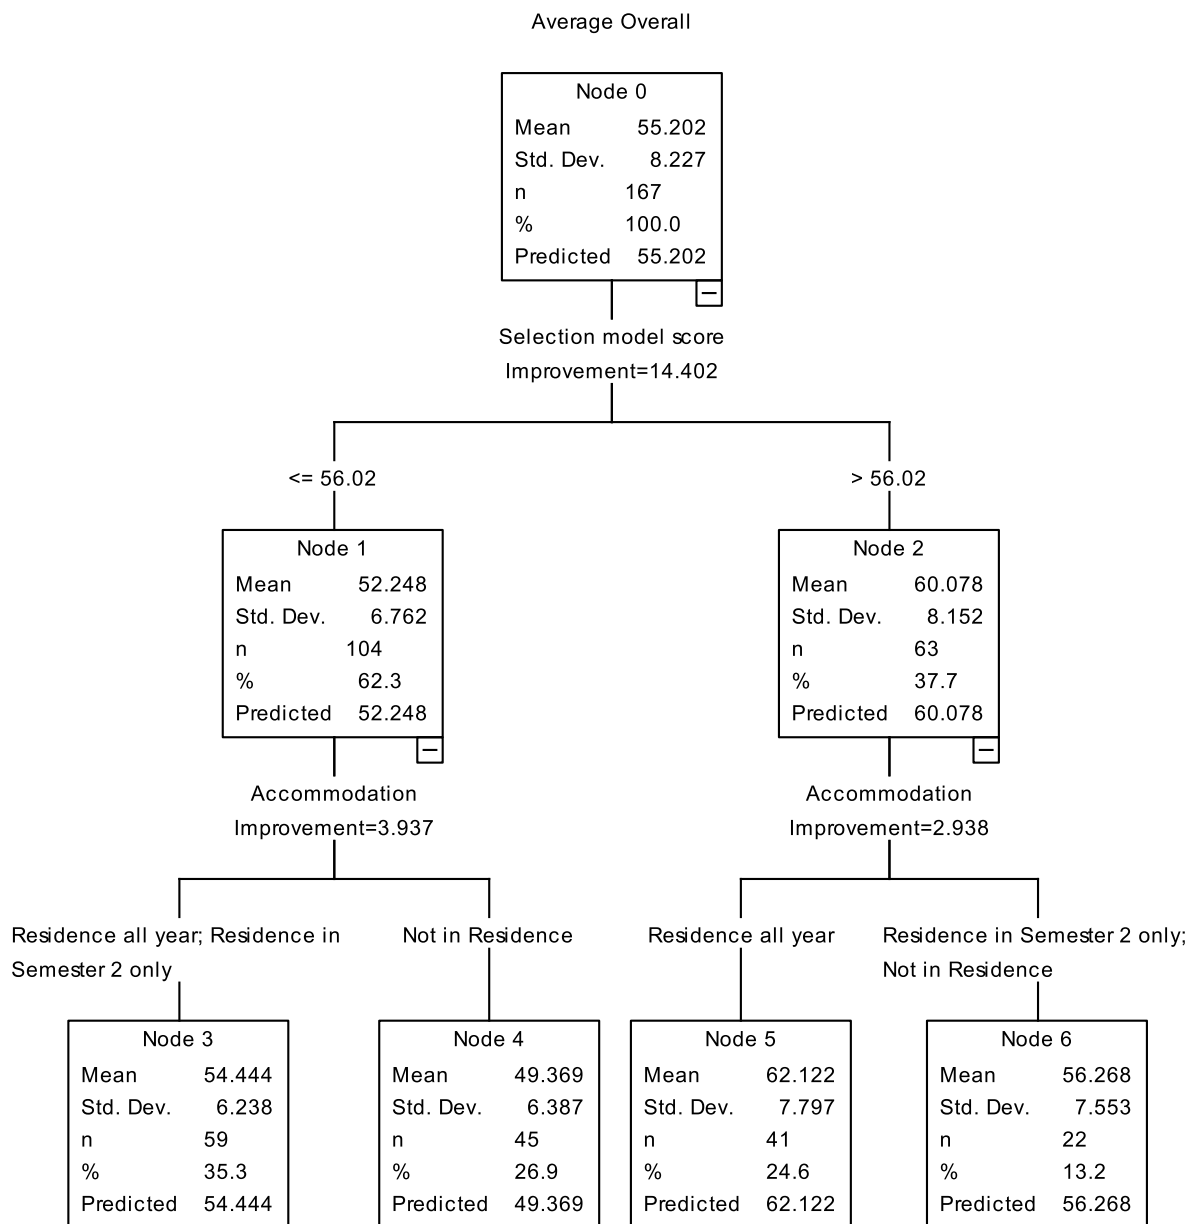 Average Overall
Node 0
Mean 55.202
Std. Dev. 8.227
n 167
% 100.0
Predicted 55.202
Selection model score
Improvement=14.402
<= 56.02
> 56.02
Node 1
Mean 52.248
Std. Dev. 6.762
n 104
% 62.3
Predicted 52.248
Node 2
Mean 60.078
Std. Dev. 8.152
n 63
% 37.7
Predicted 60.078
Accommodation
Improvement=3.937
Accommodation
Improvement=2.938
Residence all year; Residence in
Semester 2 only
Not in Residence
Residence all year
Residence in Semester 2 only;
Not in Residence
Node 3
Mean 54.444
Std. Dev. 6.238
n 59
% 35.3
Predicted 54.444
Node 4
Mean 49.369
Std. Dev. 6.387
n 45
% 26.9
Predicted 49.369
Node 5
Mean 62.122
Std. Dev. 7.797
n 41
% 24.6
Predicted 62.122
Node 6
Mean 56.268
Std. Dev. 7.553
n 22
% 13.2
Predicted 56.268